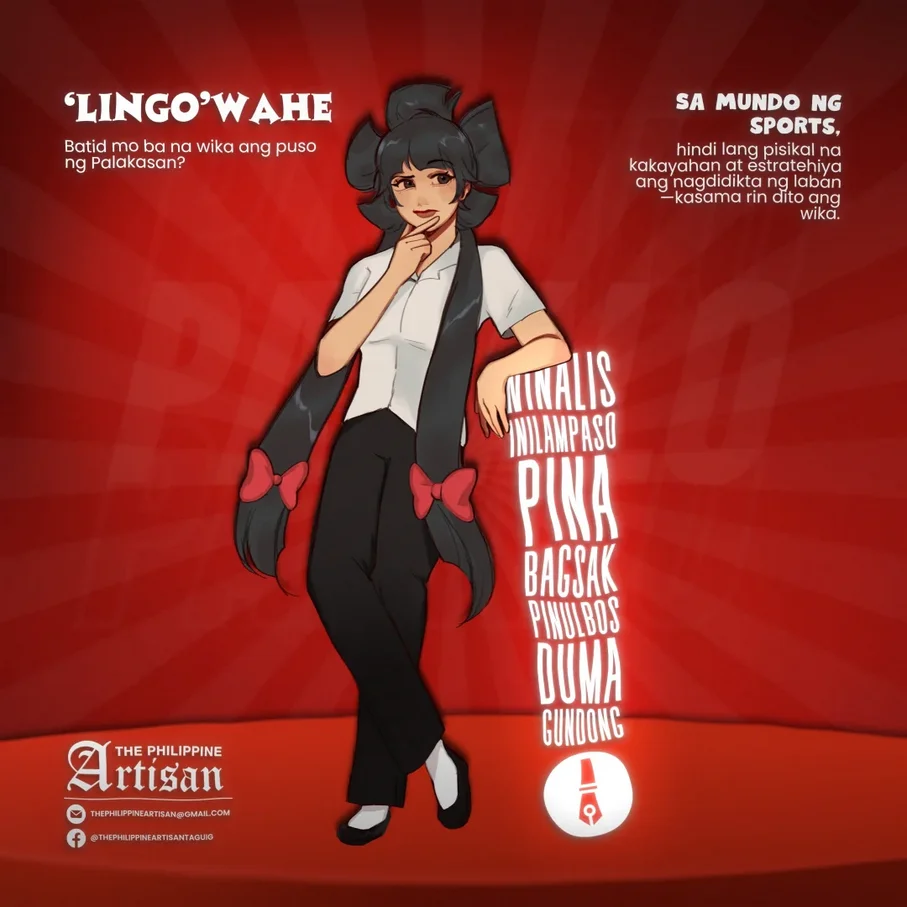 ‘LINGO’WAHE
Batid mo ba na wika ang puso
ng Palakasan?
SA MUNDO NG
SPORTS,
hindi lang pisikal na
kakayahan at estratehiya
ang nagdidikta ng laban
—kasama rin dito ang
wika.
NINALIS
INILAMPASO
PINA
BAGSAK
PINULBOS
DUMA
GUNDONG
THE PHILIPPINE
Artisan
THEPHILIPPINEARTISAN@GMAIL.COM
@THEPHILIPPINEARTISANTAGUIG